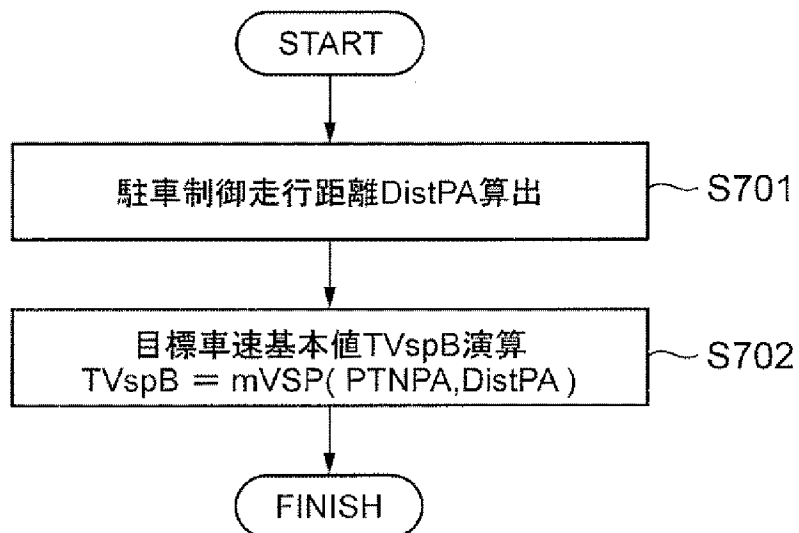 START
駐車制御走行距離DistPA算出
S701
目標車速基本値TVspB演算
TVspB = mVSP( PTNPA,DistPA )
S702
FINISH